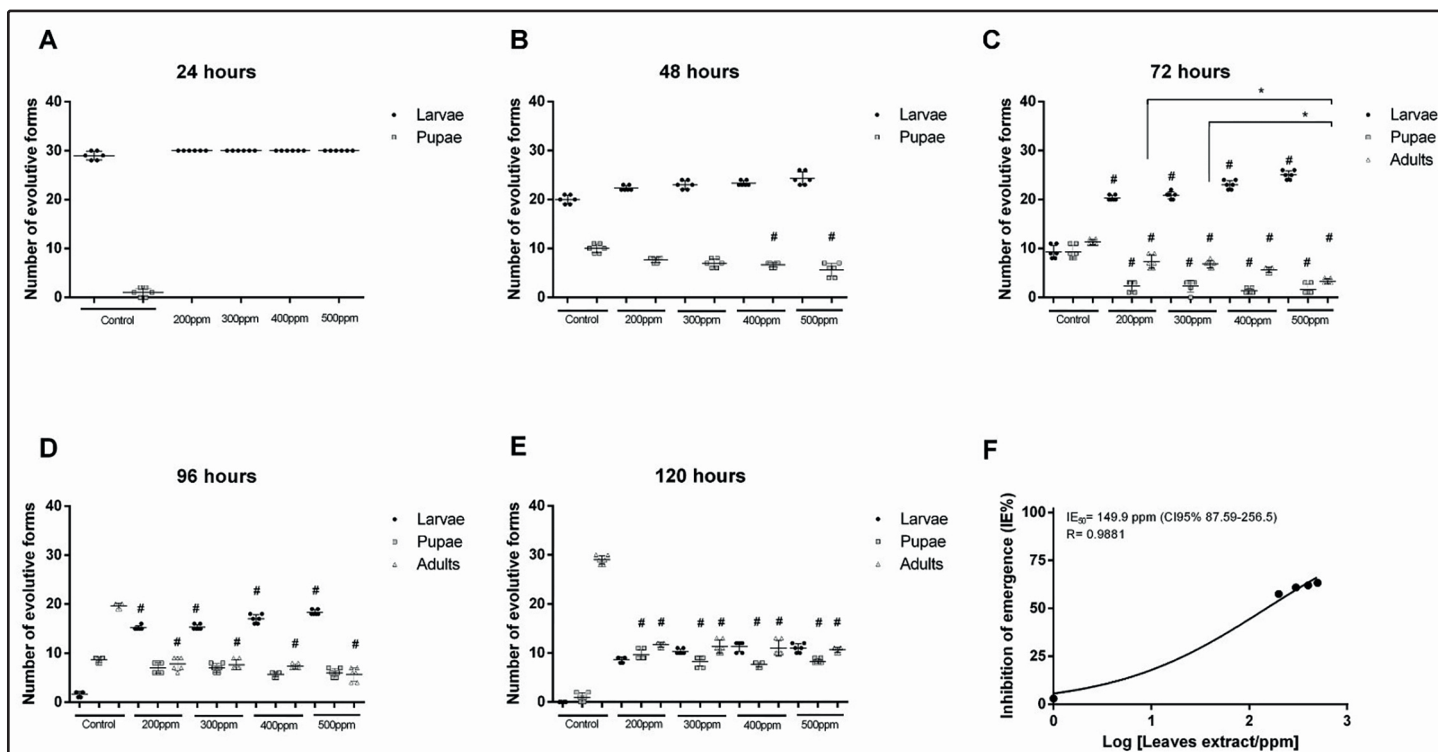 A
24 hours
Number of evolutive forms
40
30
20
10
0
Larvae
Pupae
Control
200ppm
300ppm
400ppm
500ppm
B
48 hours
Number of evolutive forms
40
30
20
10
0
Larvae
Pupae
# #
Control
200ppm
300ppm
400ppm
500ppm
C
72 hours
Number of evolutive forms
40
30
20
10
0
*
*
Larvae
Pupae
Adults
# # # #
# # # #
# # # #
Control
200ppm
300ppm
400ppm
500ppm
D
96 hours
Number of evolutive forms
40
30
20
10
0
Larvae
Pupae
Adults
# # # #
# # # #
Control
200ppm
300ppm
400ppm
500ppm
E
120 hours
Number of evolutive forms
40
30
20
10
0
Larvae
Pupae
Adults
# # # # # # # #
Control
200ppm
300ppm
400ppm
500ppm
F
Inhibition of emergence (IE%)
100
75
50
25
0
IE50= 149.9 ppm (CI95% 87.59-256.5)
R= 0.9881
0 1 2 3
Log [Leaves extract/ppm]